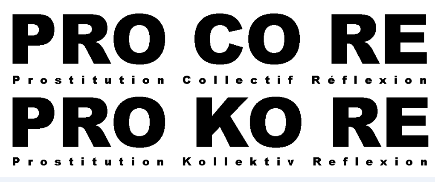 PRO CO RE
Prostitution Collectif Réflexion
PRO KO RE
Prostitution Kollektiv Reflexion